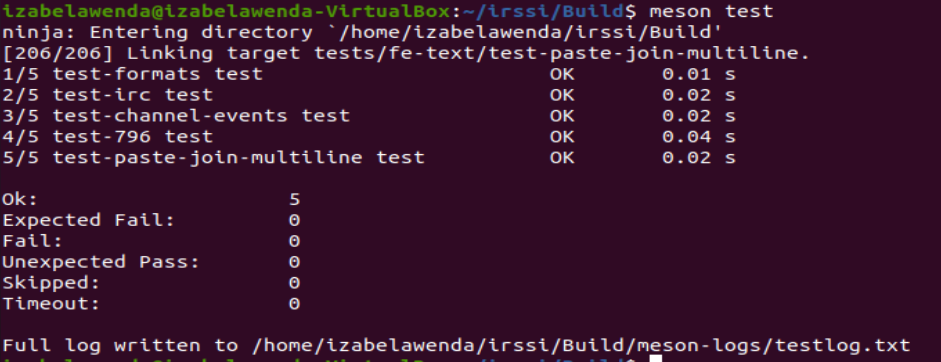 izabelawenda@izabelawenda-VirtualBox:~/irssi/Build$ meson test
ninja: Entering directory `/home/izabelawenda/irssi/Build'
[206/206] Linking target tests/fe-text/test-paste-join-multiline.
1/5 test-formats test OK 0.01 s
2/5 test-irc test OK 0.02 s
3/5 test-channel-events test OK 0.02 s
4/5 test-796 test OK 0.04 s
5/5 test-paste-join-multiline test OK 0.02 s
Ok: 5
Expected Fail: 0
Fail: 0
Unexpected Pass: 0
Skipped: 0
Timeout: 0
Full log written to /home/izabelawenda/irssi/Build/meson-logs/testlog.txt